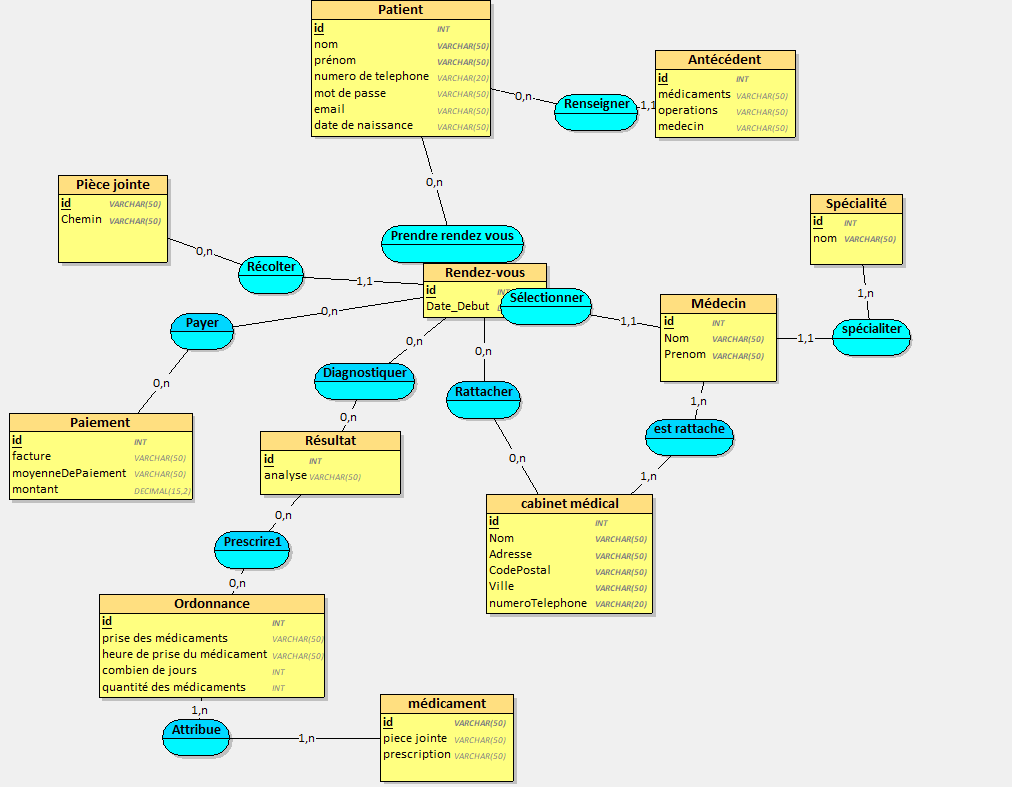 Patient
id INT
nom VARCHAR(50)
prénom VARCHAR(50)
numero de telephone VARCHAR(20)
mot de passe VARCHAR(50)
email VARCHAR(50)
date de naissance VARCHAR(50)
0,n
Renseigner
1,1
Antécédent
id INT
médicaments VARCHAR(50)
operations VARCHAR(50)
medecin VARCHAR(50)
0,n
Prendre rendez vous
Pièce jointe
id VARCHAR(50)
Chemin VARCHAR(50)
0,n
Récolter
1,1
Rendez-vous
id
Date_Debut
Sélectionner
1,1
Spécialité
id INT
nom VARCHAR(50)
1,n
spécialiter
1,1
Médecin
id INT
Nom VARCHAR(50)
Prenom VARCHAR(50)
0,n
Payer
0,n
0,n
Diagnostiquer
0,n
0,n
Rattacher
0,n
1,n
est rattache
1,n
Paiement
id INT
facture VARCHAR(50)
moyenneDePaiement VARCHAR(50)
montant DECIMAL(15,2)
Résultat
id INT
analyse VARCHAR(50)
cabinet médical
id INT
Nom VARCHAR(50)
Adresse VARCHAR(50)
CodePostal VARCHAR(50)
Ville VARCHAR(50)
numeroTelephone VARCHAR(20)
0,n
Prescrire1
0,n
Ordonnance
id INT
prise des médicaments VARCHAR(50)
heure de prise du médicament VARCHAR(50)
combien de jours INT
quantité des médicaments INT
1,n
Attribue
1,n
médicament
id VARCHAR(50)
piece jointe VARCHAR(50)
prescription VARCHAR(50)